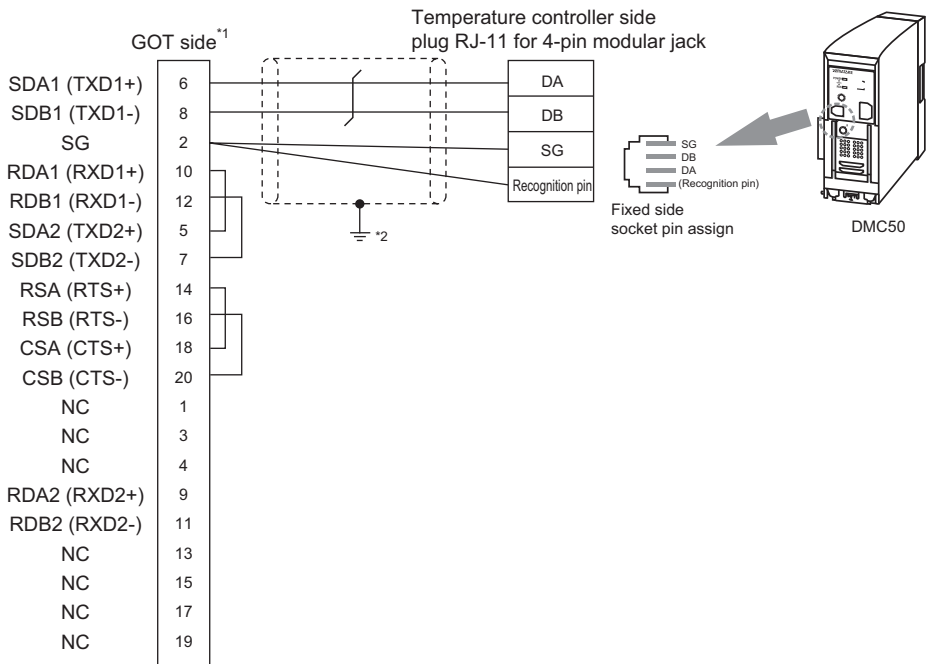 Temperature controller side
plug RJ-11 for 4-pin modular jack
GOT side*1
SDA1 (TXD1+) 6 DA
SDB1 (TXD1-) 8 DB
SG 2 SG
RDA1 (RXD1+) 10 Recognition pin
RDB1 (RXD1-) 12
SDA2 (TXD2+) 5
SDB2 (TXD2-) 7
RSA (RTS+) 14
RSB (RTS-) 16
CSA (CTS+) 18
CSB (CTS-) 20
NC 1
NC 3
NC 4
RDA2 (RXD2+) 9
RDB2 (RXD2-) 11
NC 13
NC 15
NC 17
NC 19
*2
SG
DB
DA
(Recognition pin)
Fixed side
socket pin assign
DMC50